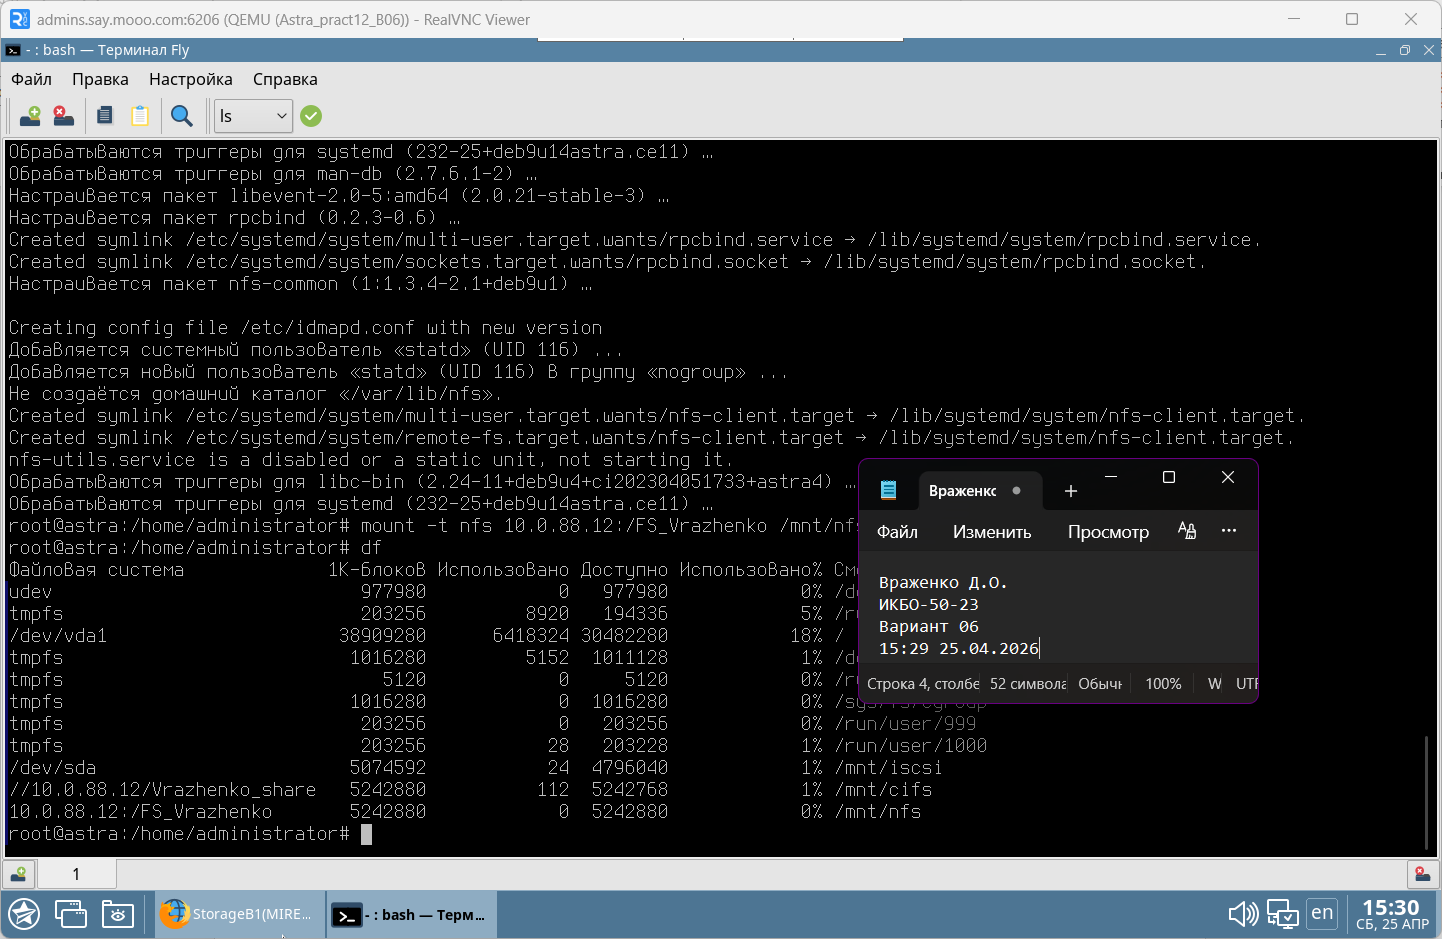 admins.say.mooo.com:6206 (QEMU (Astra_pract12_B06)) - RealVNC Viewer
- : bash — Терминал Fly
Файл Правка Настройка Справка
ls
Обрабатываются триггеры для systemd (232-25+deb9u14astra.ce11) …
Обрабатываются триггеры для man-db (2.7.6.1-2) …
Настраивается пакет libevent-2.0-5:amd64 (2.0.21-stable-3) …
Настраивается пакет rpcbind (0.2.3-0.6) …
Created symlink /etc/systemd/system/multi-user.target.wants/rpcbind.service → /lib/systemd/system/rpcbind.service.
Created symlink /etc/systemd/system/sockets.target.wants/rpcbind.socket → /lib/systemd/system/rpcbind.socket.
Настраивается пакет nfs-common (1:1.3.4-2.1+deb9u1) …
Creating config file /etc/idmapd.conf with new version
Добавляется системный пользователь «statd» (UID 116) ...
Добавляется новый пользователь «statd» (UID 116) в группу «nogroup» ...
Не создаётся домашний каталог «/var/lib/nfs».
Created symlink /etc/systemd/system/multi-user.target.wants/nfs-client.target → /lib/systemd/system/nfs-client.target.
Created symlink /etc/systemd/system/remote-fs.target.wants/nfs-client.target → /lib/systemd/system/nfs-client.target.
nfs-utils.service is a disabled or a static unit, not starting it.
Обрабатываются триггеры для libc-bin (2.24-11+deb9u4+ci202304051733+astra4) …
Обрабатываются триггеры для systemd (232-25+deb9u14astra.ce11) …
root@astra:/home/administrator# mount -t nfs 10.0.88.12:/FS_Vrazhenko /mnt/nfs
root@astra:/home/administrator# df
Файловая система 1K-блоков Использовано Доступно Использовано% См
udev 977980 0 977980 0% /d
tmpfs 203256 8920 194336 5% /r
/dev/vda1 38909280 6418324 30482280 18% /
tmpfs 1016280 5152 1011128 1% /d
tmpfs 5120 0 5120 0% /r
tmpfs 1016280 0 1016280 0% /sys/fs/cgroup
tmpfs 203256 0 203256 0% /run/user/999
tmpfs 203256 28 203228 1% /run/user/1000
/dev/sda 5074592 24 4796040 1% /mnt/iscsi
//10.0.88.12/Vrazhenko_share 5242880 112 5242768 1% /mnt/cifs
10.0.88.12:/FS_Vrazhenko 5242880 0 5242880 0% /mnt/nfs
root@astra:/home/administrator#
Враженко
Файл Изменить Просмотр
Враженко Д.О.
ИКБО-50-23
Вариант 06
15:29 25.04.2026
Строка 4, столбе 52 символа Обычн 100% W UTF
1
StorageB1(MIRE...
- : bash — Терм...
en
15:30
СБ, 25 АПР